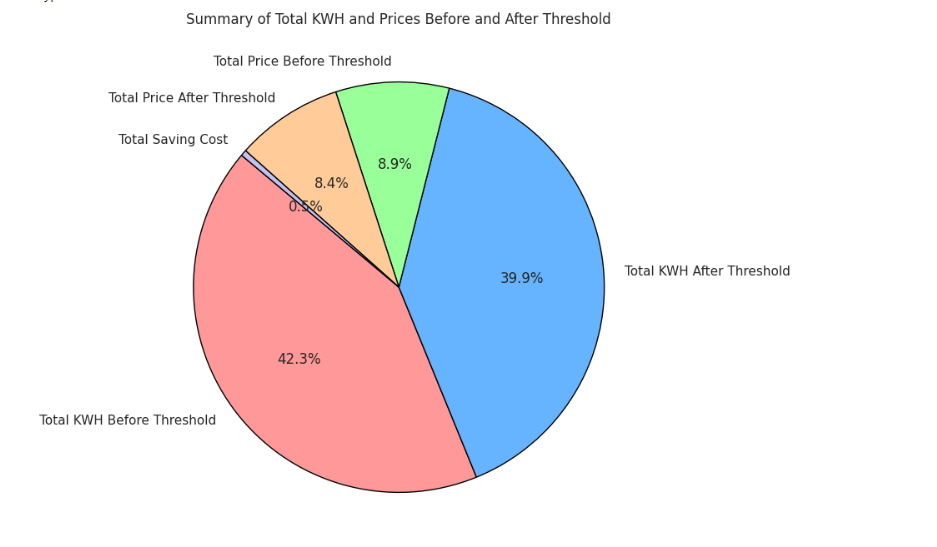 Summary of Total KWH and Prices Before and After Threshold
Total Price Before Threshold
Total Price After Threshold
Total Saving Cost
8.9%
8.4%
0.5%
Total KWH After Threshold
39.9%
42.3%
Total KWH Before Threshold